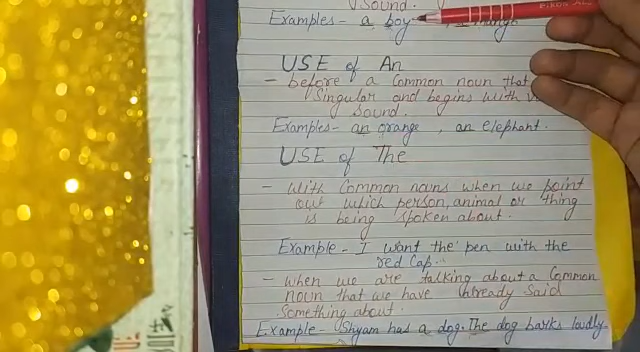 Sound.
Examples - a boy
USE of An
- before a Common noun that
Singular and begins with
Sound.
Examples - an orange, an elephant.
USE of The
- With Common nouns when we point
out which person, animal or thing
is being spoken about.
Example - I want the pen with the
red Cap.
- When we are talking about a Common
noun that we have already Said
Something about.
Example - Shyam has a dog. The dog barks loudly.